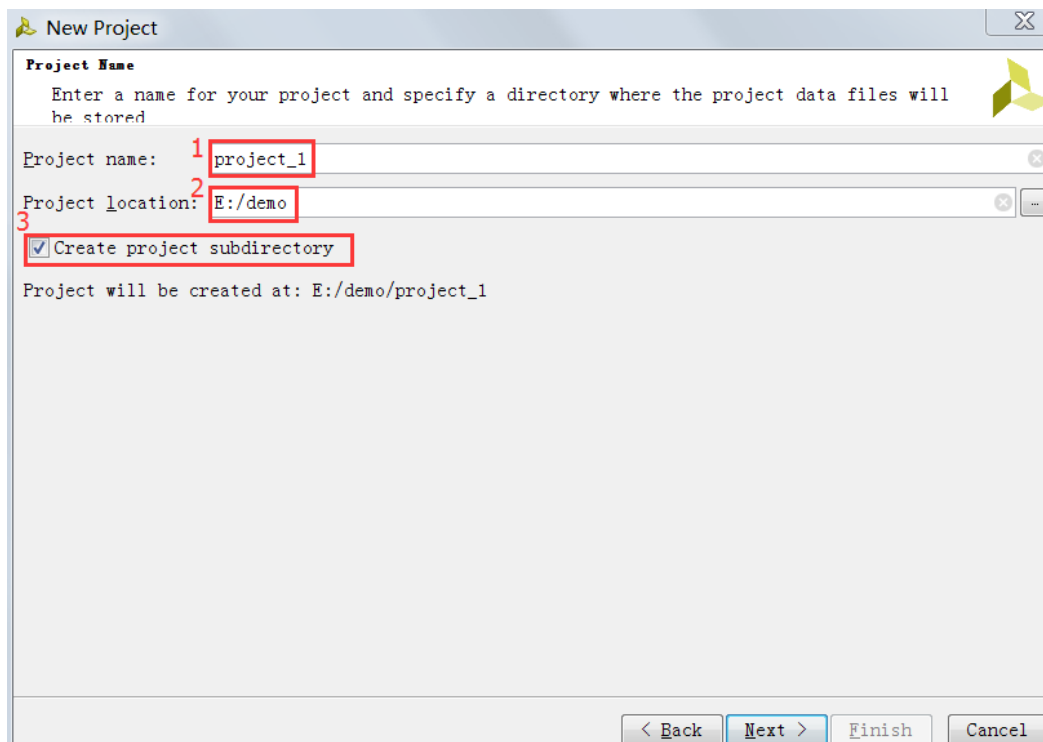 New Project
Project Name
Enter a name for your project and specify a directory where the project data files will
be stored
Project name: 1 project_1
Project location: 2 E:/demo ...
3
Create project subdirectory
Project will be created at: E:/demo/project_1
< Back Next > Finish Cancel